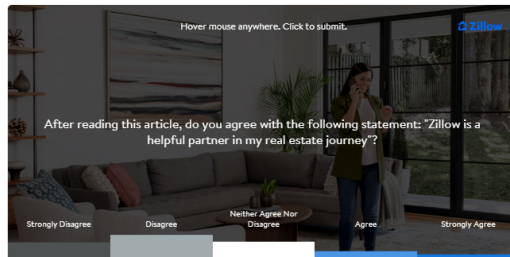 Hover mouse anywhere. Click to submit.
Zillow
After reading this article, do you agree with the following statement: "Zillow is a
helpful partner in my real estate journey"?
Strongly Disagree
Disagree
Neither Agree Nor
Disagree
Agree
Strongly Agree